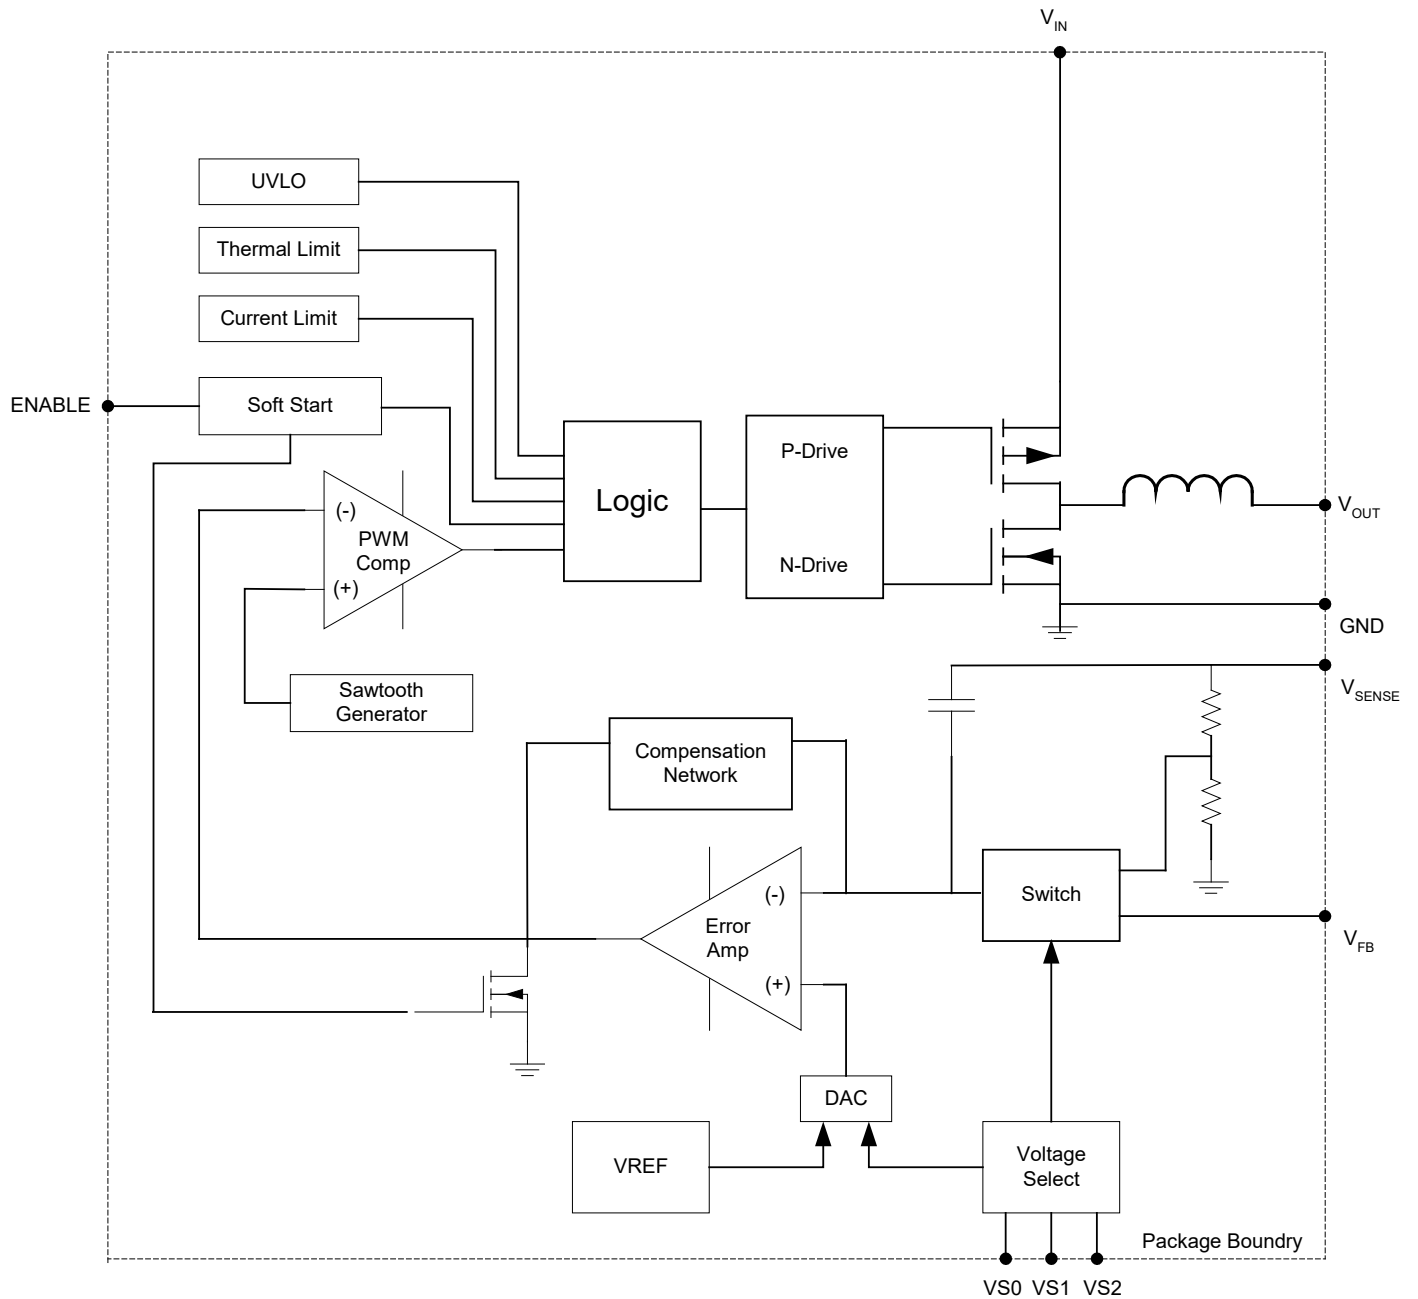 VIN
UVLO
Thermal Limit
Current Limit
ENABLE
Soft Start
P-Drive
Logic
(-)
PWM
Comp
(+)
N-Drive
VOUT
GND
Sawtooth
Generator
VSENSE
Compensation
Network
(-)
Error
Amp
(+)
Switch
VFB
DAC
VREF
Voltage
Select
Package Boundry
VS0 VS1 VS2